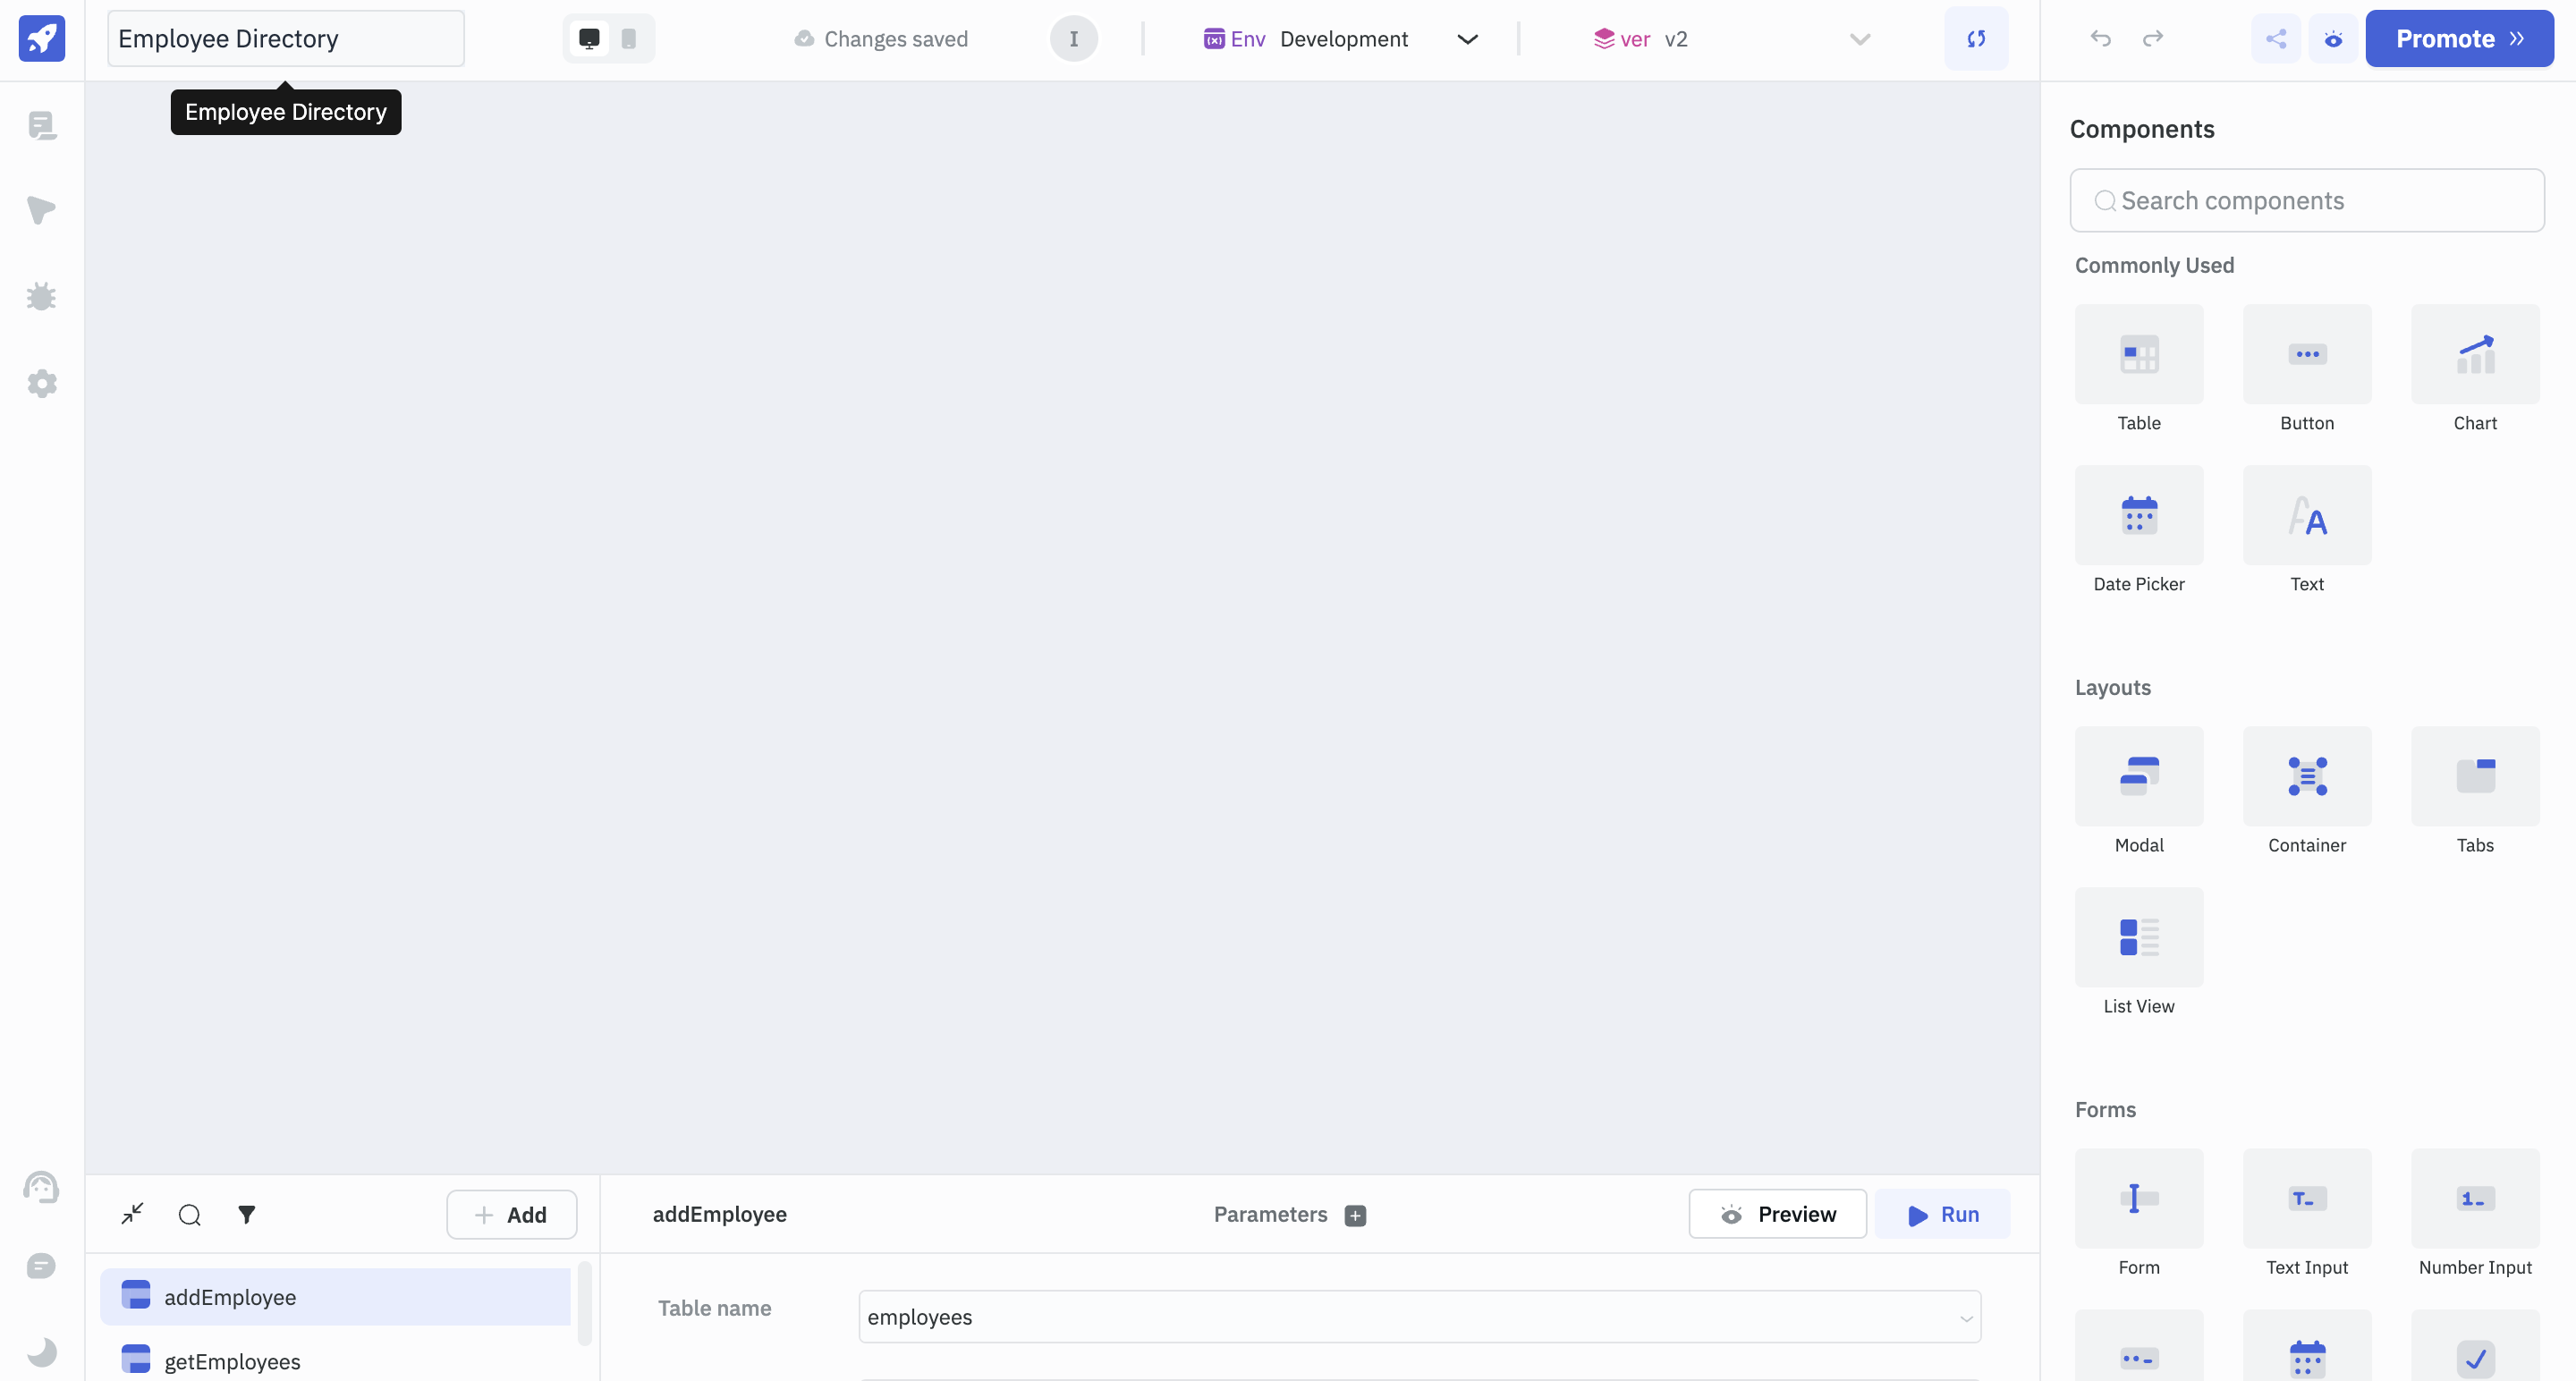 Employee Directory
Changes saved
I
Env Development
ver v2
Promote
Employee Directory
Components
Search components
Commonly Used
Table
Button
Chart
Date Picker
Text
Layouts
Modal
Container
Tabs
List View
Forms
Form
Text Input
Number Input
Add
addEmployee
Parameters
Preview
Run
addEmployee
getEmployees
Table name
employees